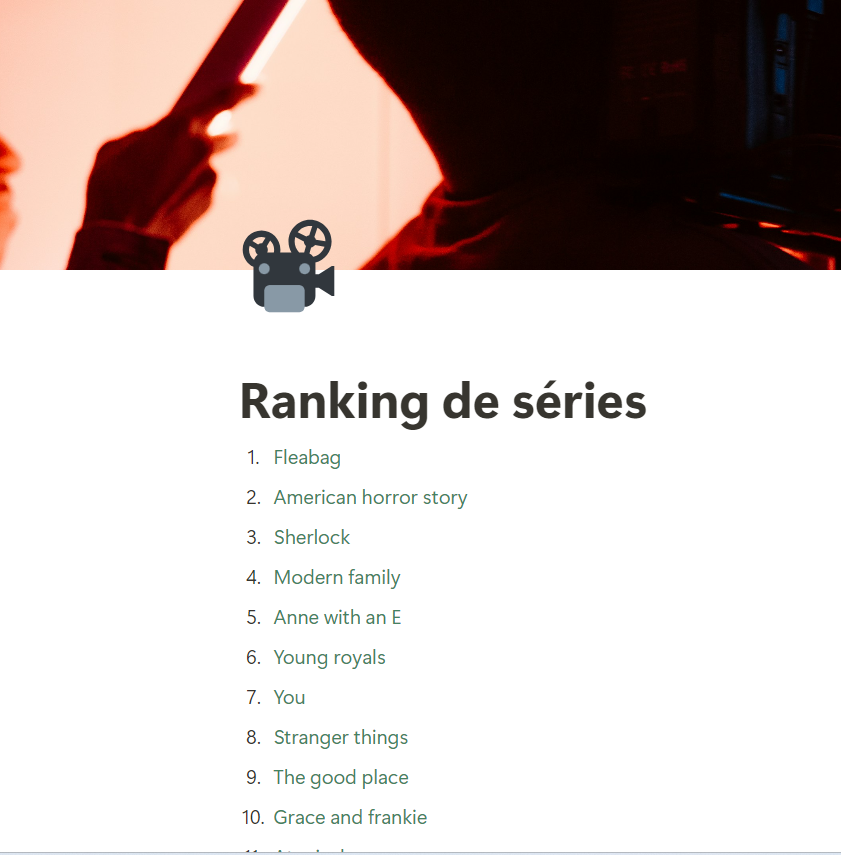 Ranking de séries
1. Fleabag
2. American horror story
3. Sherlock
4. Modern family
5. Anne with an E
6. Young royals
7. You
8. Stranger things
9. The good place
10. Grace and frankie
11.